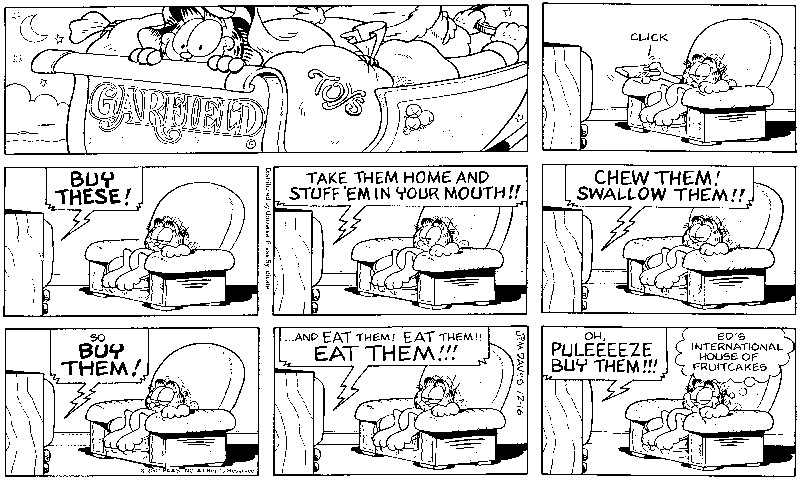 GARFIELD
©
TOYS
CLICK
BUY
THESE!
TAKE THEM HOME AND
STUFF 'EM IN YOUR MOUTH!!
CHEW THEM!
SWALLOW THEM!!
SO
BUY
THEM!
...AND EAT THEM! EAT THEM!!
EAT THEM!!!
JIM DAVIS 12-16
OH,
PULEEEEZE
BUY THEM!!!
ED'S
INTERNATIONAL
HOUSE OF
FRUITCAKES